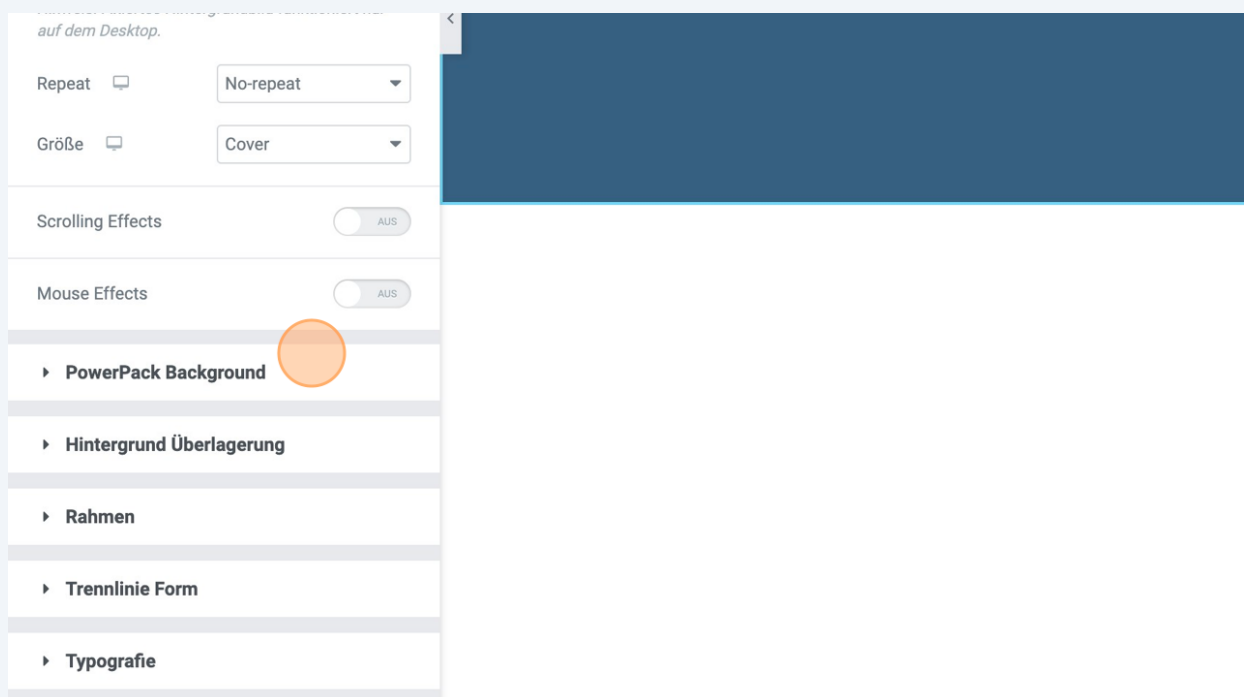 auf dem Desktop.
Repeat
No-repeat
Größe
Cover
Scrolling Effects
AUS
Mouse Effects
AUS
PowerPack Background
Hintergrund Überlagerung
Rahmen
Trennlinie Form
Typografie